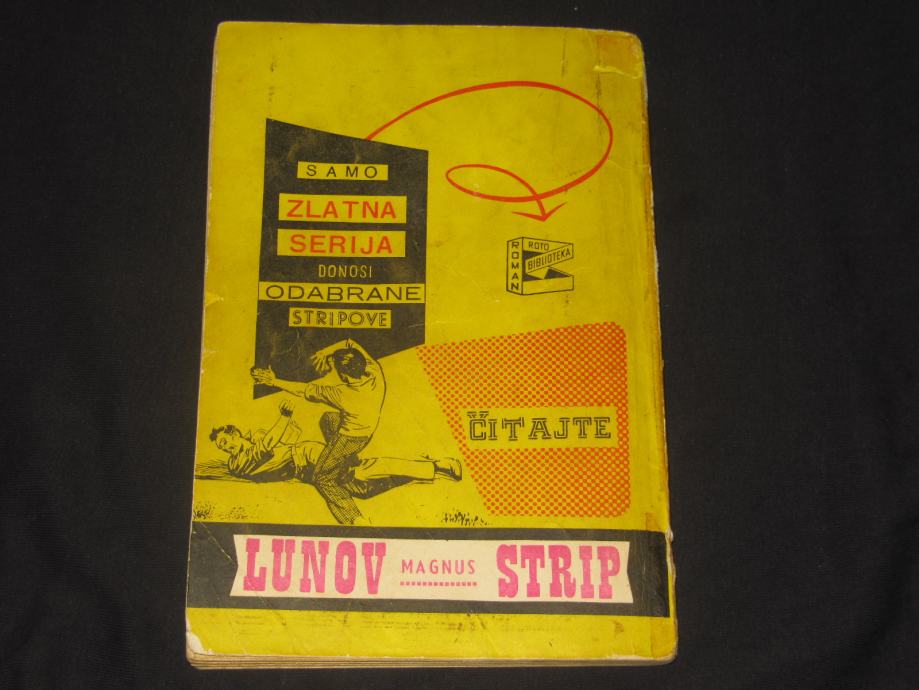 SAMO
ZLATNA
SERIJA
DONOSI
ODABRANE
STRIPOVE
ROMAN
ROTO
BIBLIOTEKA
ČITAJTE
LUNOV MAGNUS STRIP